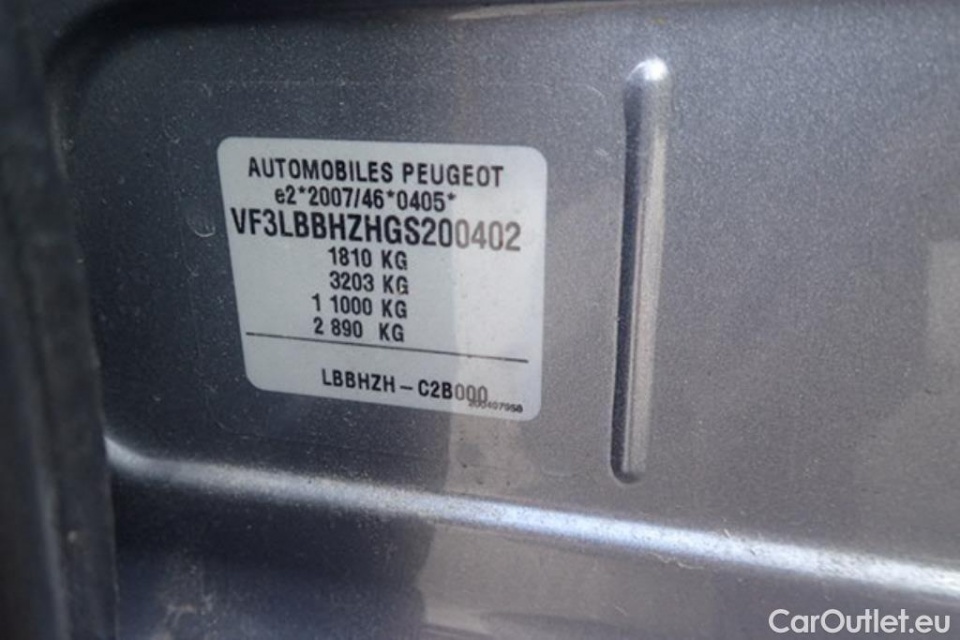 AUTOMOBILES PEUGEOT
e2*2007/46*0405*
VF3LBBHZHGS200402
1810 KG
3203 KG
1 1000 KG
2 890 KG
LBBHZH - C2B000
CarOutlet.eu